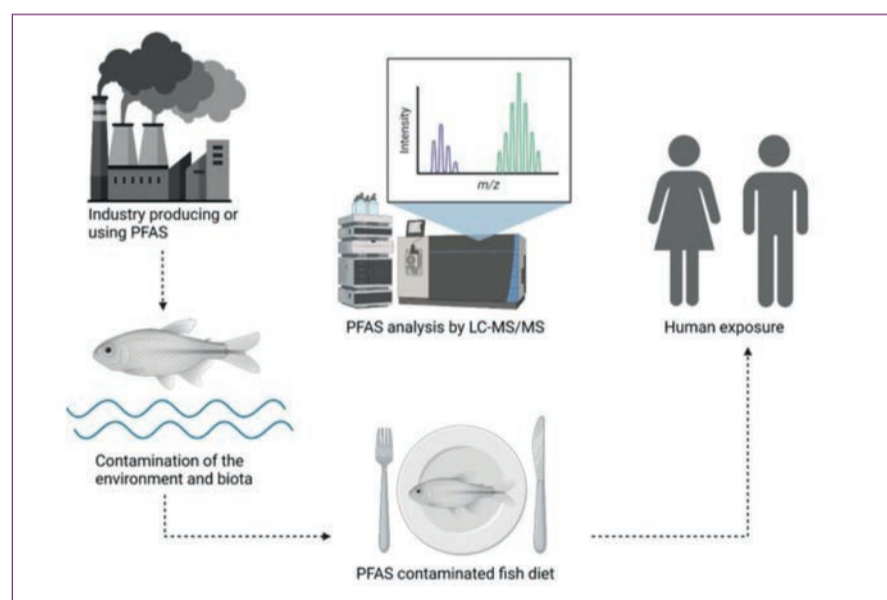 Industry producing or
using PFAS
Intensity
m/z
PFAS analysis by LC-MS/MS
Human exposure
Contamination of the
environment and biota
PFAS contaminated fish diet